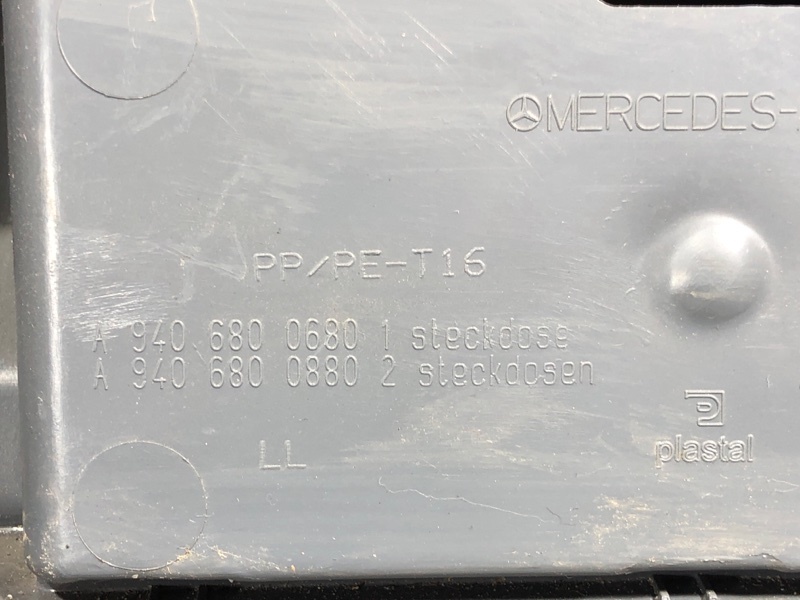 MERCEDES-
PP/PE-T16
A 940 680 0680 1 steckdose
A 940 680 0880 2 steckdosen
LL
plastal